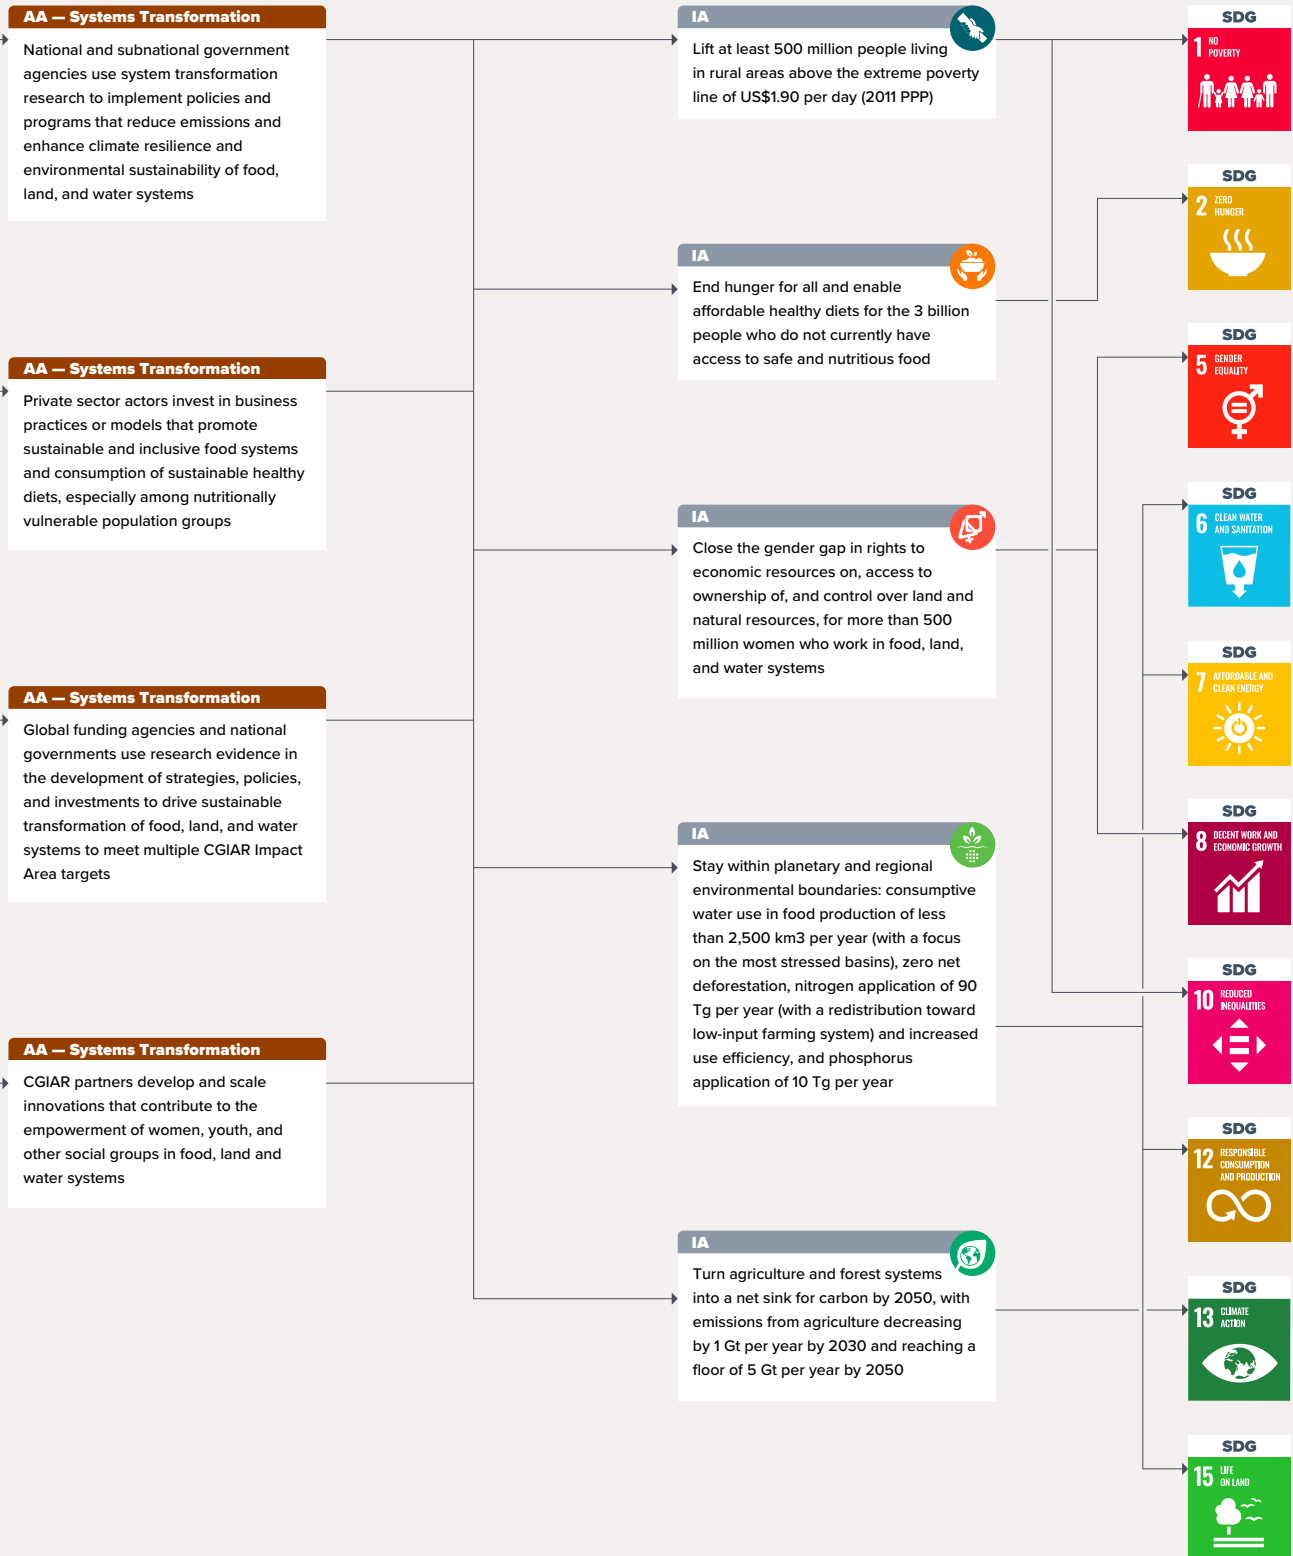 AA — Systems Transformation
National and subnational government
agencies use system transformation
research to implement policies and
programs that reduce emissions and
enhance climate resilience and
environmental sustainability of food,
land, and water systems
AA — Systems Transformation
Private sector actors invest in business
practices or models that promote
sustainable and inclusive food systems
and consumption of sustainable healthy
diets, especially among nutritionally
vulnerable population groups
AA — Systems Transformation
Global funding agencies and national
governments use research evidence in
the development of strategies, policies,
and investments to drive sustainable
transformation of food, land, and water
systems to meet multiple CGIAR Impact
Area targets
AA — Systems Transformation
CGIAR partners develop and scale
innovations that contribute to the
empowerment of women, youth, and
other social groups in food, land and
water systems
IA
Lift at least 500 million people living
in rural areas above the extreme poverty
line of US$1.90 per day (2011 PPP)
IA
End hunger for all and enable
affordable healthy diets for the 3 billion
people who do not currently have
access to safe and nutritious food
IA
Close the gender gap in rights to
economic resources on, access to
ownership of, and control over land and
natural resources, for more than 500
million women who work in food, land,
and water systems
IA
Stay within planetary and regional
environmental boundaries: consumptive
water use in food production of less
than 2,500 km3 per year (with a focus
on the most stressed basins), zero net
deforestation, nitrogen application of 90
Tg per year (with a redistribution toward
low-input farming system) and increased
use efficiency, and phosphorus
application of 10 Tg per year
IA
Turn agriculture and forest systems
into a net sink for carbon by 2050, with
emissions from agriculture decreasing
by 1 Gt per year by 2030 and reaching a
floor of 5 Gt per year by 2050
SDG
1 NO
POVERTY
SDG
2 ZERO
HUNGER
SDG
5 GENDER
EQUALITY
SDG
6 CLEAN WATER
AND SANITATION
SDG
7 AFFORDABLE AND
CLEAN ENERGY
SDG
8 DECENT WORK AND
ECONOMIC GROWTH
SDG
10 REDUCED
INEQUALITIES
SDG
12 RESPONSIBLE
CONSUMPTION
AND PRODUCTION
SDG
13 CLIMATE
ACTION
SDG
15 LIFE
ON LAND